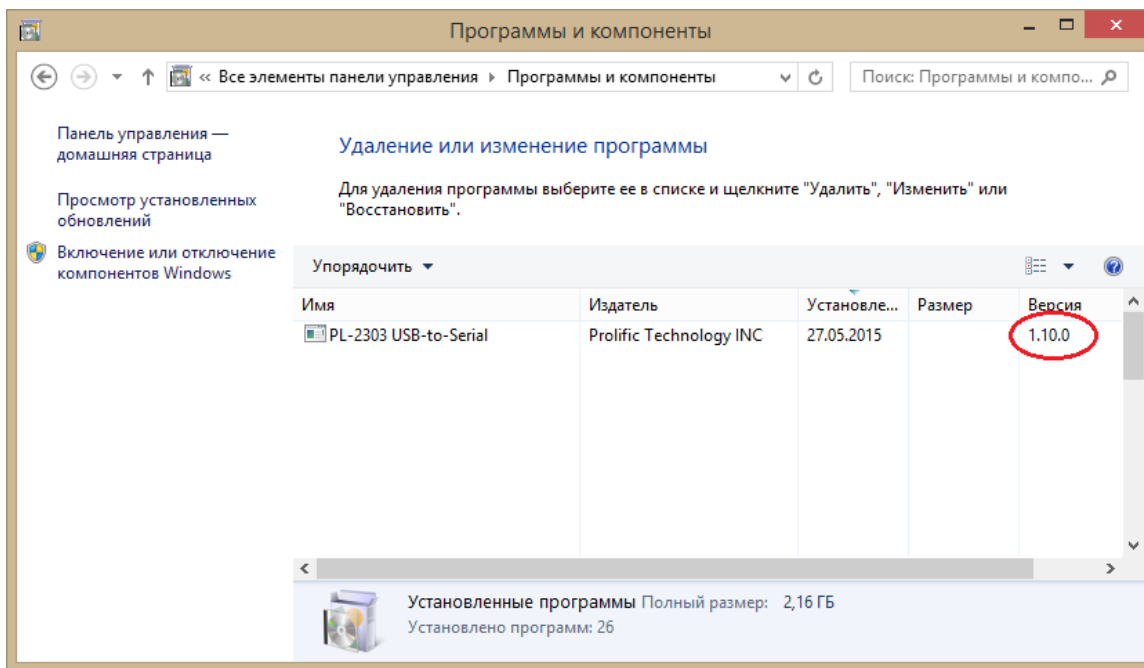 Программы и компоненты
« Все элементы панели управления Программы и компоненты
Поиск: Программы и компо...
Панель управления —
домашняя страница
Просмотр установленных
обновлений
Включение или отключение
компонентов Windows
Удаление или изменение программы
Для удаления программы выберите ее в списке и щелкните "Удалить", "Изменить" или
"Восстановить".
Упорядочить
Имя Издатель Установле... Размер Версия
PL-2303 USB-to-Serial Prolific Technology INC 27.05.2015 1.10.0
Установленные программы Полный размер: 2,16 ГБ
Установлено программ: 26